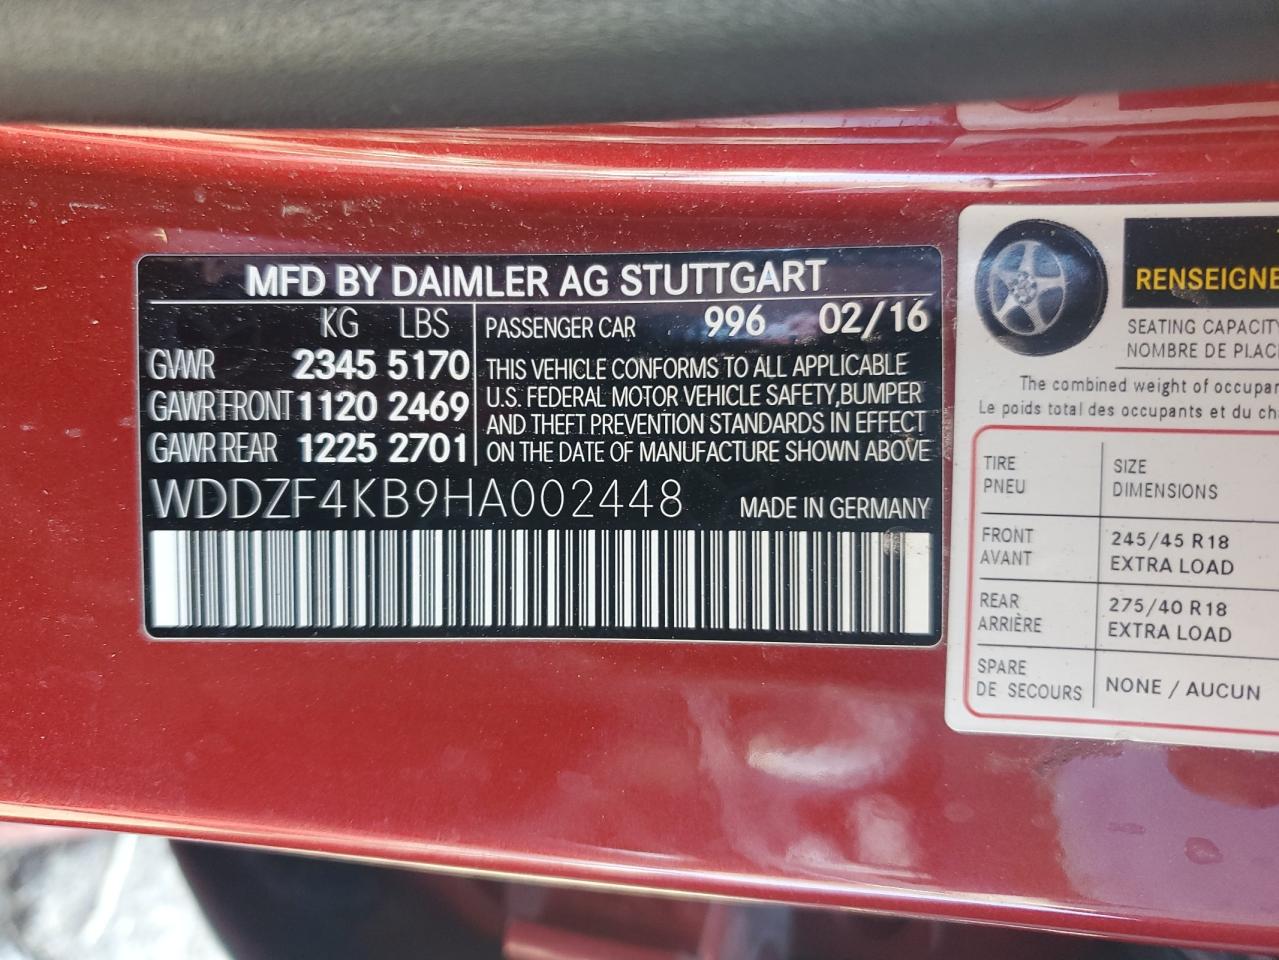 MFD BY DAIMLER AG STUTTGART
KG LBS
GVWR 2345 5170
GAWR FRONT 1120 2469
GAWR REAR 1225 2701
PASSENGER CAR 996 02/16
THIS VEHICLE CONFORMS TO ALL APPLICABLE
U.S. FEDERAL MOTOR VEHICLE SAFETY, BUMPER
AND THEFT PREVENTION STANDARDS IN EFFECT
ON THE DATE OF MANUFACTURE SHOWN ABOVE
WDDZF4KB9HA002448 MADE IN GERMANY
SEATING CAPACITY
NOMBRE DE
The combined weight of
Le poids total des occupants et du
TIRE SIZE
PNEU DIMENSIONS
FRONT 245/45 R18
AVANT EXTRA LOAD
REAR 275/40 R18
ARRIÈRE EXTRA LOAD
SPARE NONE / AUCUN
DE SECOURS